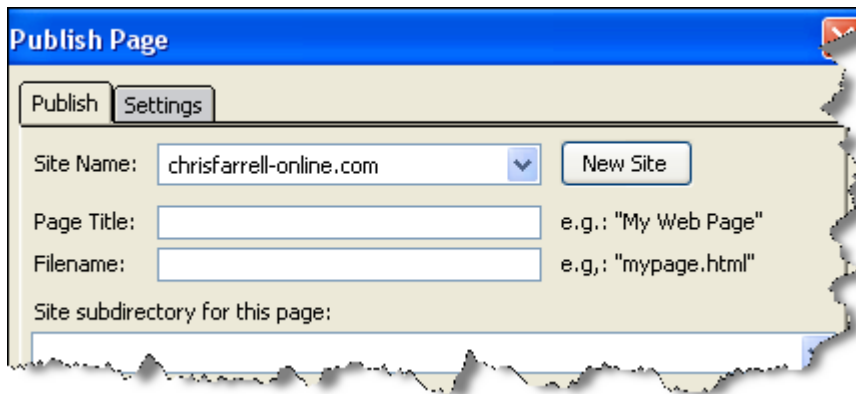 Publish Page
Publish Settings
Site Name: chrisfarrell-online.com New Site
Page Title: e.g.: "My Web Page"
Filename: e.g,: "mypage.html"
Site subdirectory for this page: